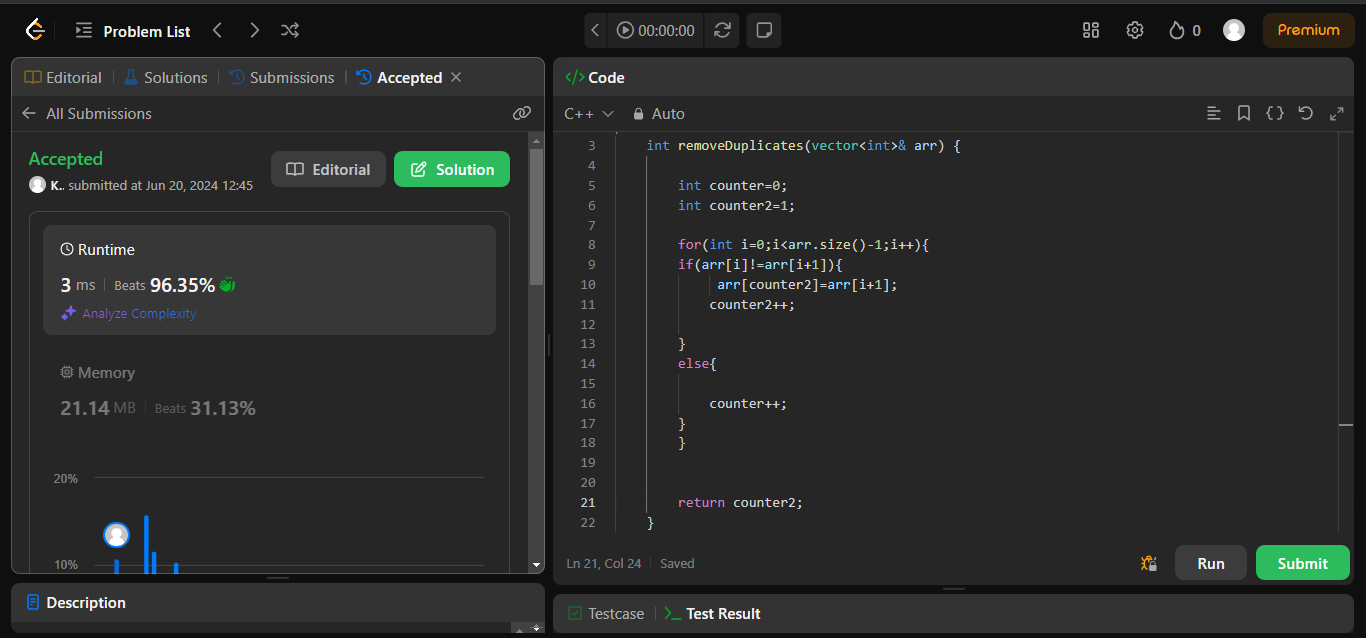 Problem List
00:00:00
0
Premium
Editorial Solutions Submissions Accepted
All Submissions
Accepted
K.. submitted at Jun 20, 2024 12:45
Editorial
Solution
Runtime
3 ms Beats 96.35%
Analyze Complexity
Memory
21.14 MB Beats 31.13%
20%
10%
Description
</> Code
C++ Auto
3 int removeDuplicates(vector<int>& arr) {
4
5 int counter=0;
6 int counter2=1;
7
8 for(int i=0;i<arr.size()-1;i++){
9 if(arr[i]!=arr[i+1]){
10 arr[counter2]=arr[i+1];
11 counter2++;
12
13 }
14 else{
15
16 counter++;
17 }
18 }
19
20
21 return counter2;
22 }
Ln 21, Col 24 Saved
Run
Submit
Testcase >_ Test Result